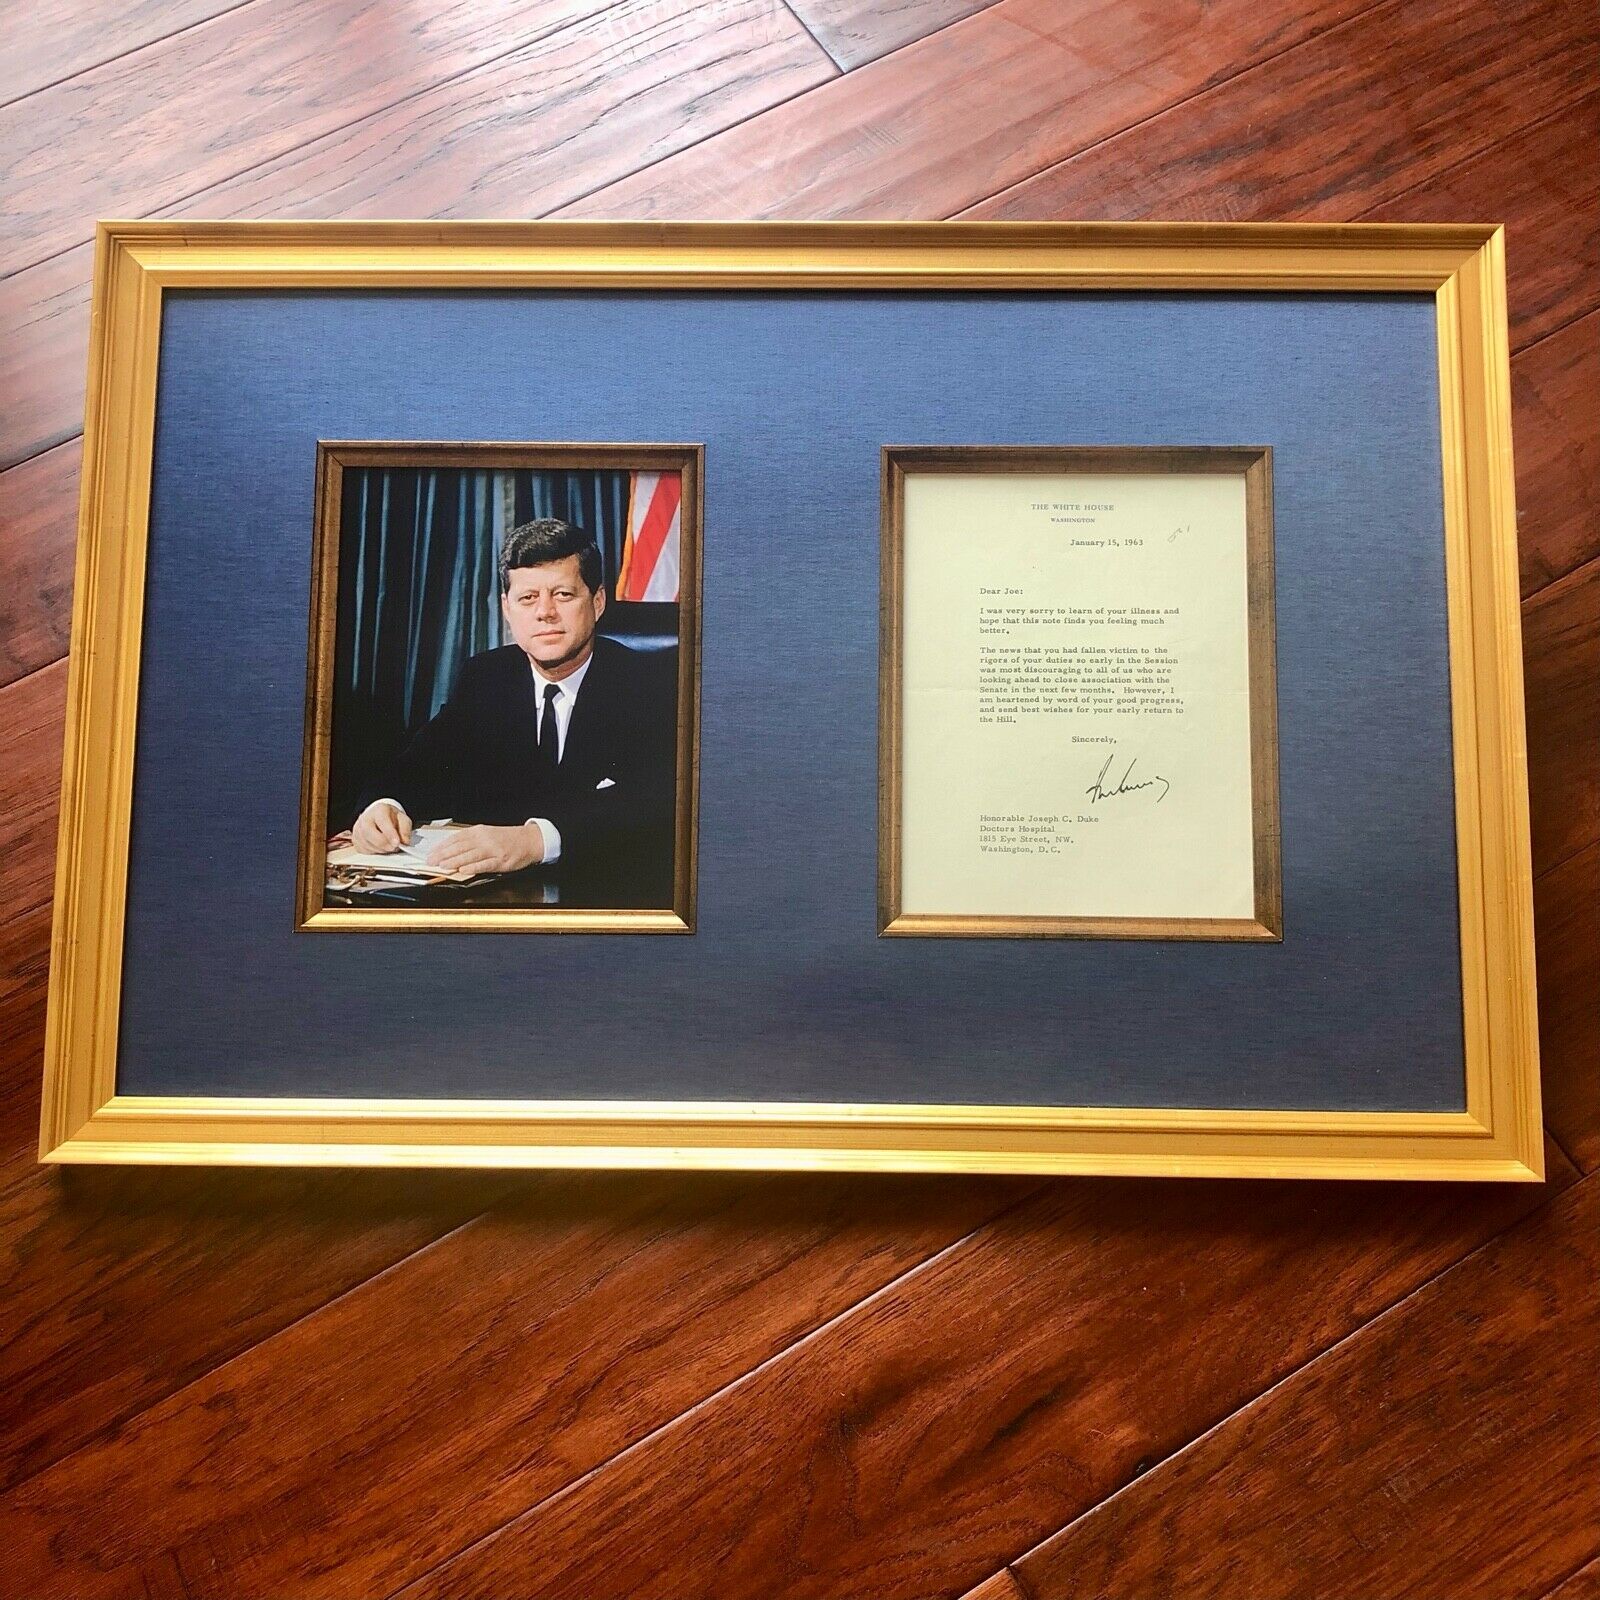 THE WHITE HOUSE
WASHINGTON
January 15, 1963
Dear Joe:
I was very sorry to learn of your illness and
hope that this note finds you feeling much
better.
The news that you had fallen victim to the
rigors of your duties so early in the Session
was most discouraging to all of us who are
looking ahead to close association with the
Senate in the next few months. However, I
am heartened by word of your good progress,
and send best wishes for your early return to
the Hill.
Sincerely,
Honorable Joseph C. Duke
Doctors Hospital
1815 Eye Street, NW.
Washington, D.C.